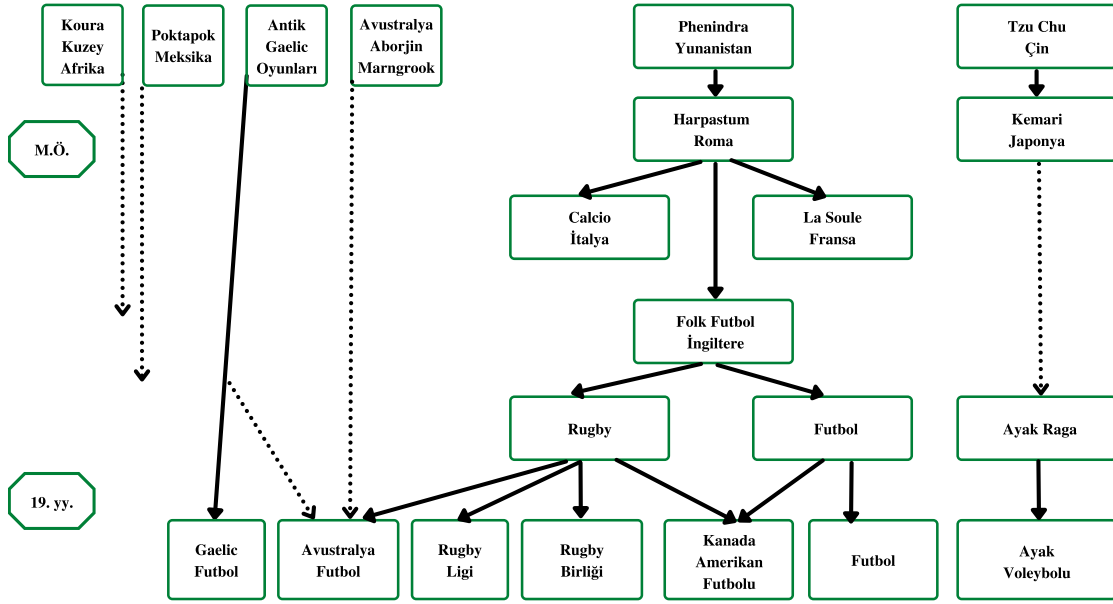 Koura
Kuzey
Afrika
Poktapok
Meksika
Antik
Gaelic
Oyunları
Avustralya
Aborjin
Marngrook
Phenindra
Yunanistan
Tzu Chu
Çin
M.Ö.
Harpastum
Roma
Kemari
Japonya
Calcio
İtalya
La Soule
Fransa
Folk Futbol
İngiltere
Rugby
Futbol
Ayak Raga
19. yy.
Gaelic
Futbol
Avustralya
Futbol
Rugby
Ligi
Rugby
Birliği
Kanada
Amerikan
Futbolu
Futbol
Ayak
Voleybolu